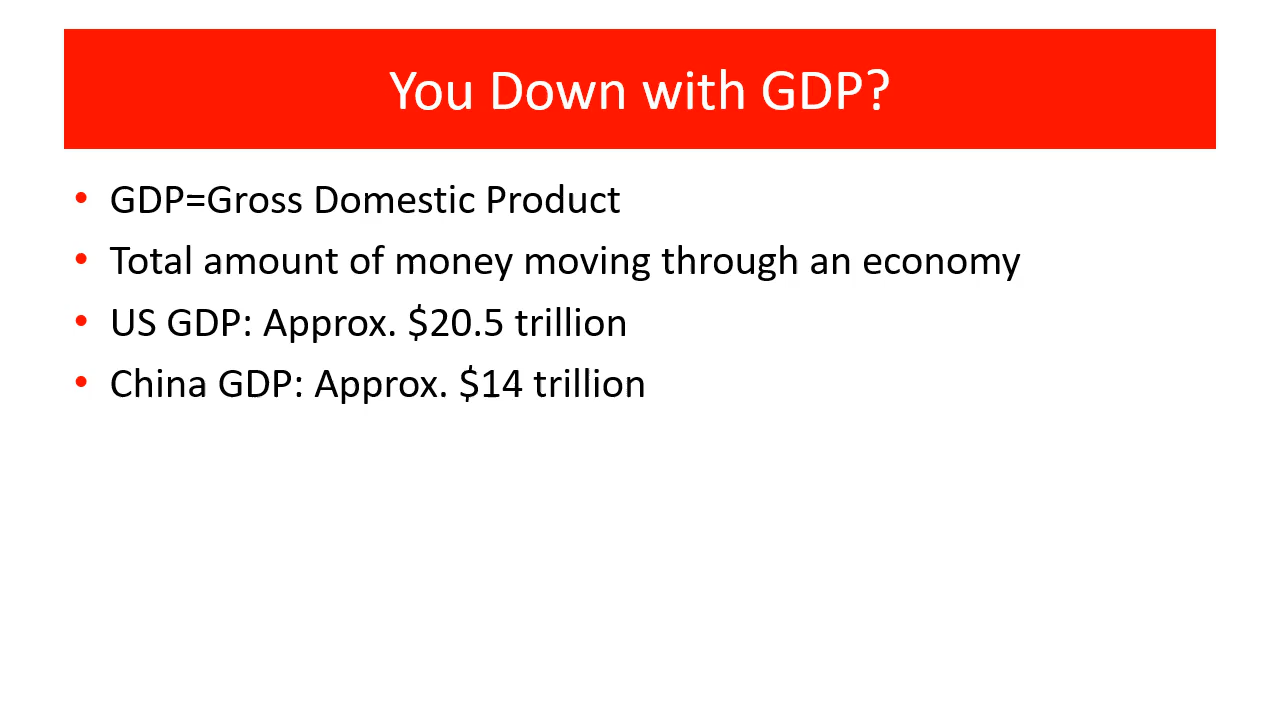 You Down with GDP?
• GDP=Gross Domestic Product
• Total amount of money moving through an economy
• US GDP: Approx. $20.5 trillion
• China GDP: Approx. $14 trillion